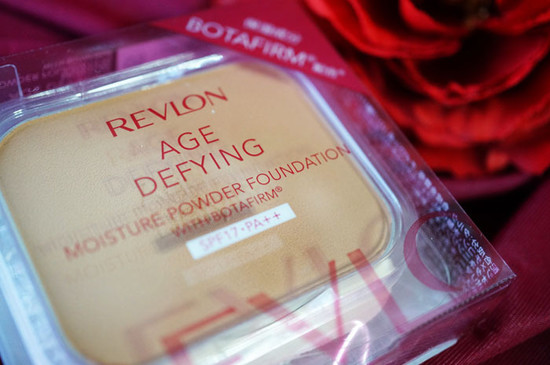 BOTAFIRM®
REVLON
AGE
DEFYING
MOISTURE POWDER FOUNDATION
WITH BOTAFIRM®
SPF17・PA++